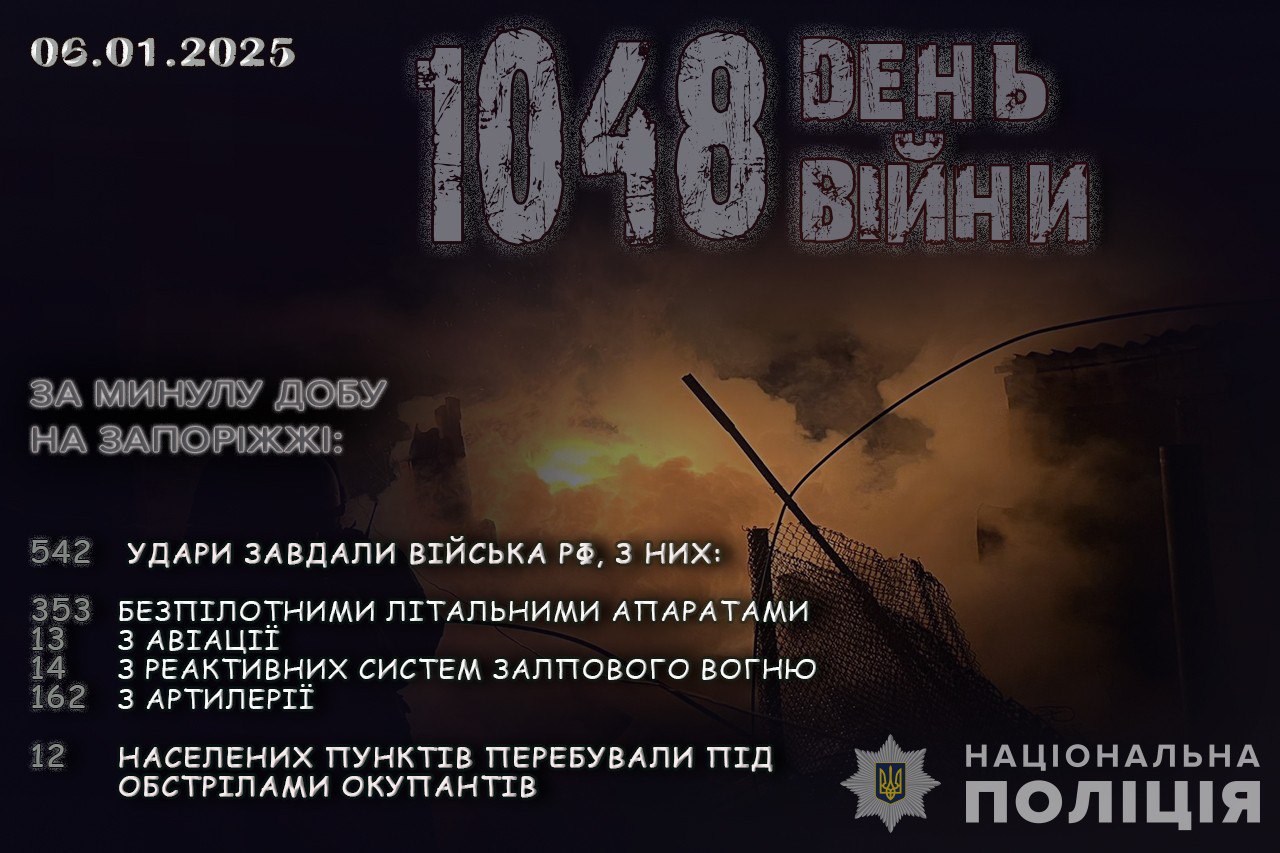 06.01.2025
1048 ДЕНЬ
ВІЙНИ
ЗА МИНУЛУ ДОБУ
НА ЗАПОРІЖЖІ:
542 УДАРИ ЗАВДАЛИ ВІЙСЬКА РФ, З НИХ:
353 БЕЗПІЛОТНИМИ ЛІТАЛЬНИМИ АПАРАТАМИ
13 З АВІАЦІЇ
14 З РЕАКТИВНИХ СИСТЕМ ЗАЛПОВОГО ВОГНЮ
162 З АРТИЛЕРІЇ
12 НАСЕЛЕНИХ ПУНКТІВ ПЕРЕБУВАЛИ ПІД
ОБСТРІЛАМИ ОКУПАНТІВ
НАЦІОНАЛЬНА
ПОЛІЦІЯ